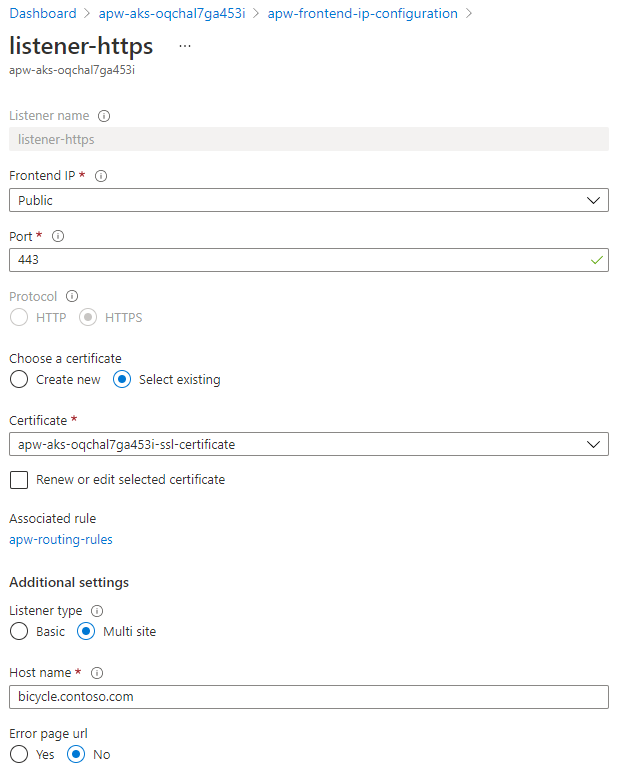 Dashboard > apw-aks-oqchal7ga453i > apw-frontend-ip-configuration >
listener-https ...
apw-aks-oqchal7ga453i
Listener name
listener-https
Frontend IP *
Public
Port *
443
Protocol
HTTP HTTPS
Choose a certificate
Create new Select existing
Certificate *
apw-aks-oqchal7ga453i-ssl-certificate
Renew or edit selected certificate
Associated rule
apw-routing-rules
Additional settings
Listener type
Basic Multi site
Host name *
bicycle.contoso.com
Error page url
Yes No